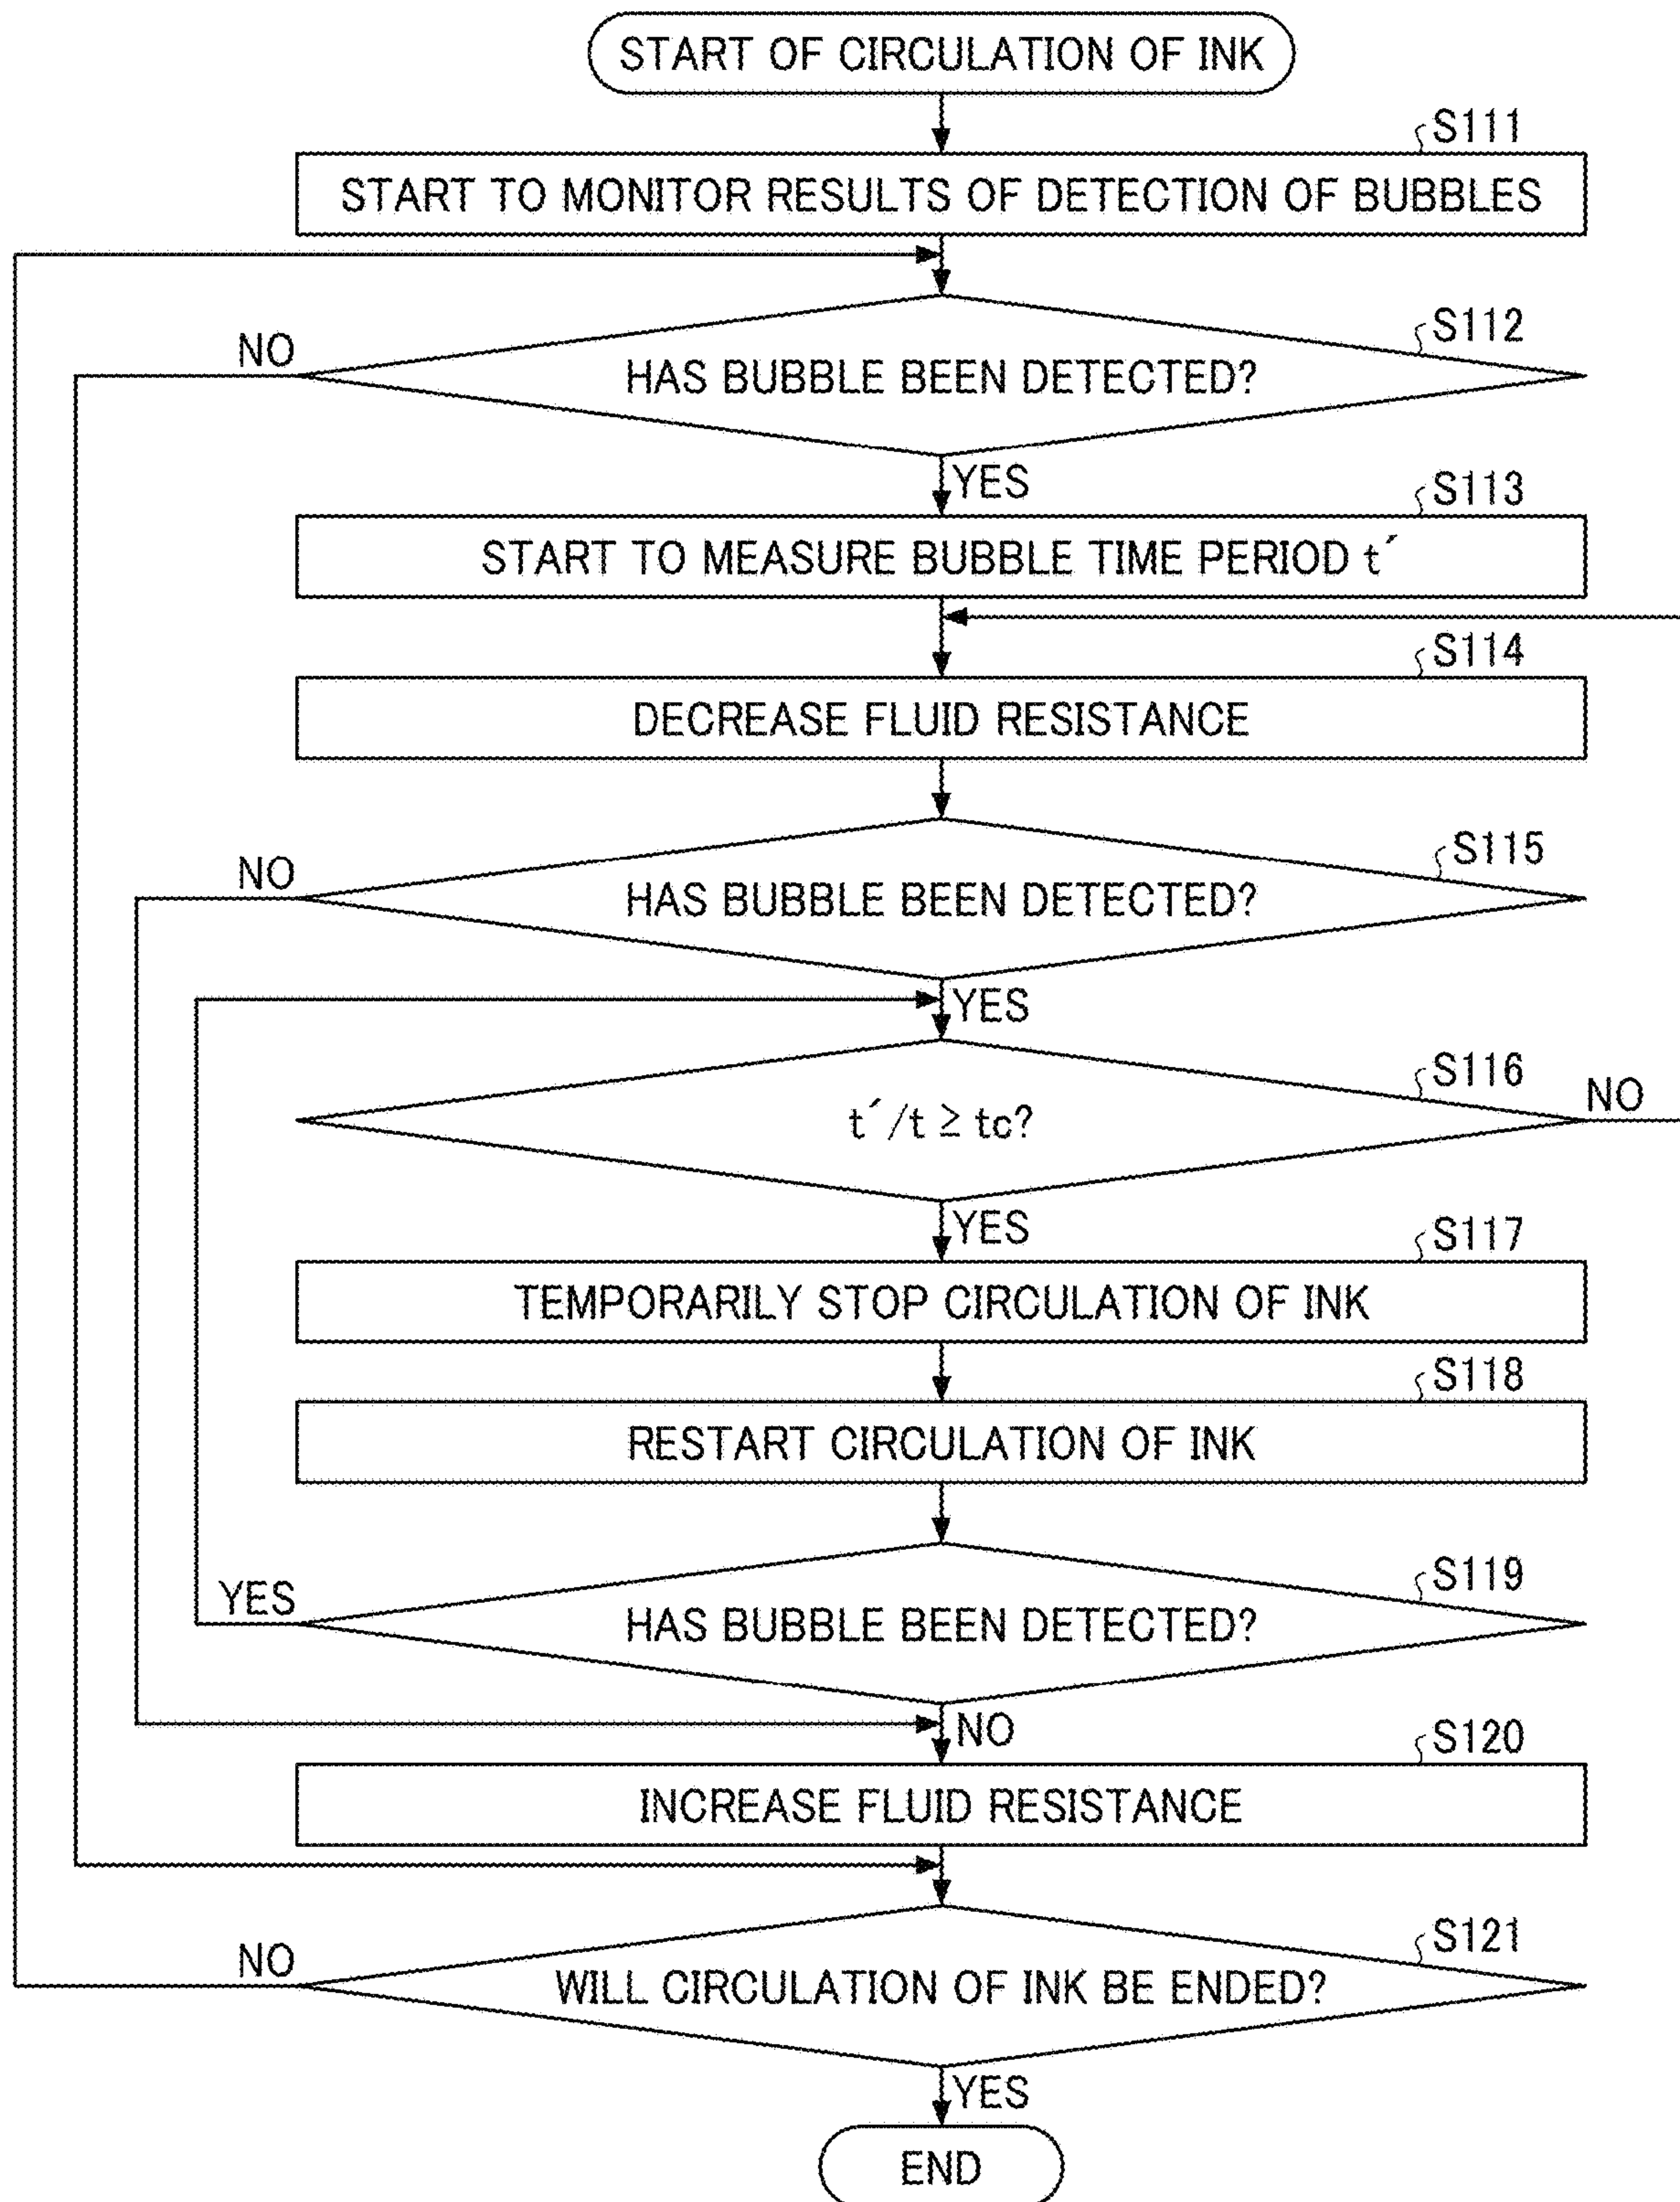 START OF CIRCULATION OF INK
S111
START TO MONITOR RESULTS OF DETECTION OF BUBBLES
S112
NO
HAS BUBBLE BEEN DETECTED?
YES
S113
START TO MEASURE BUBBLE TIME PERIOD t´
S114
DECREASE FLUID RESISTANCE
S115
NO
HAS BUBBLE BEEN DETECTED?
YES
S116
NO
t´/t ≥ tc?
YES
S117
TEMPORARILY STOP CIRCULATION OF INK
S118
RESTART CIRCULATION OF INK
S119
YES
HAS BUBBLE BEEN DETECTED?
NO
S120
INCREASE FLUID RESISTANCE
S121
NO
WILL CIRCULATION OF INK BE ENDED?
YES
END